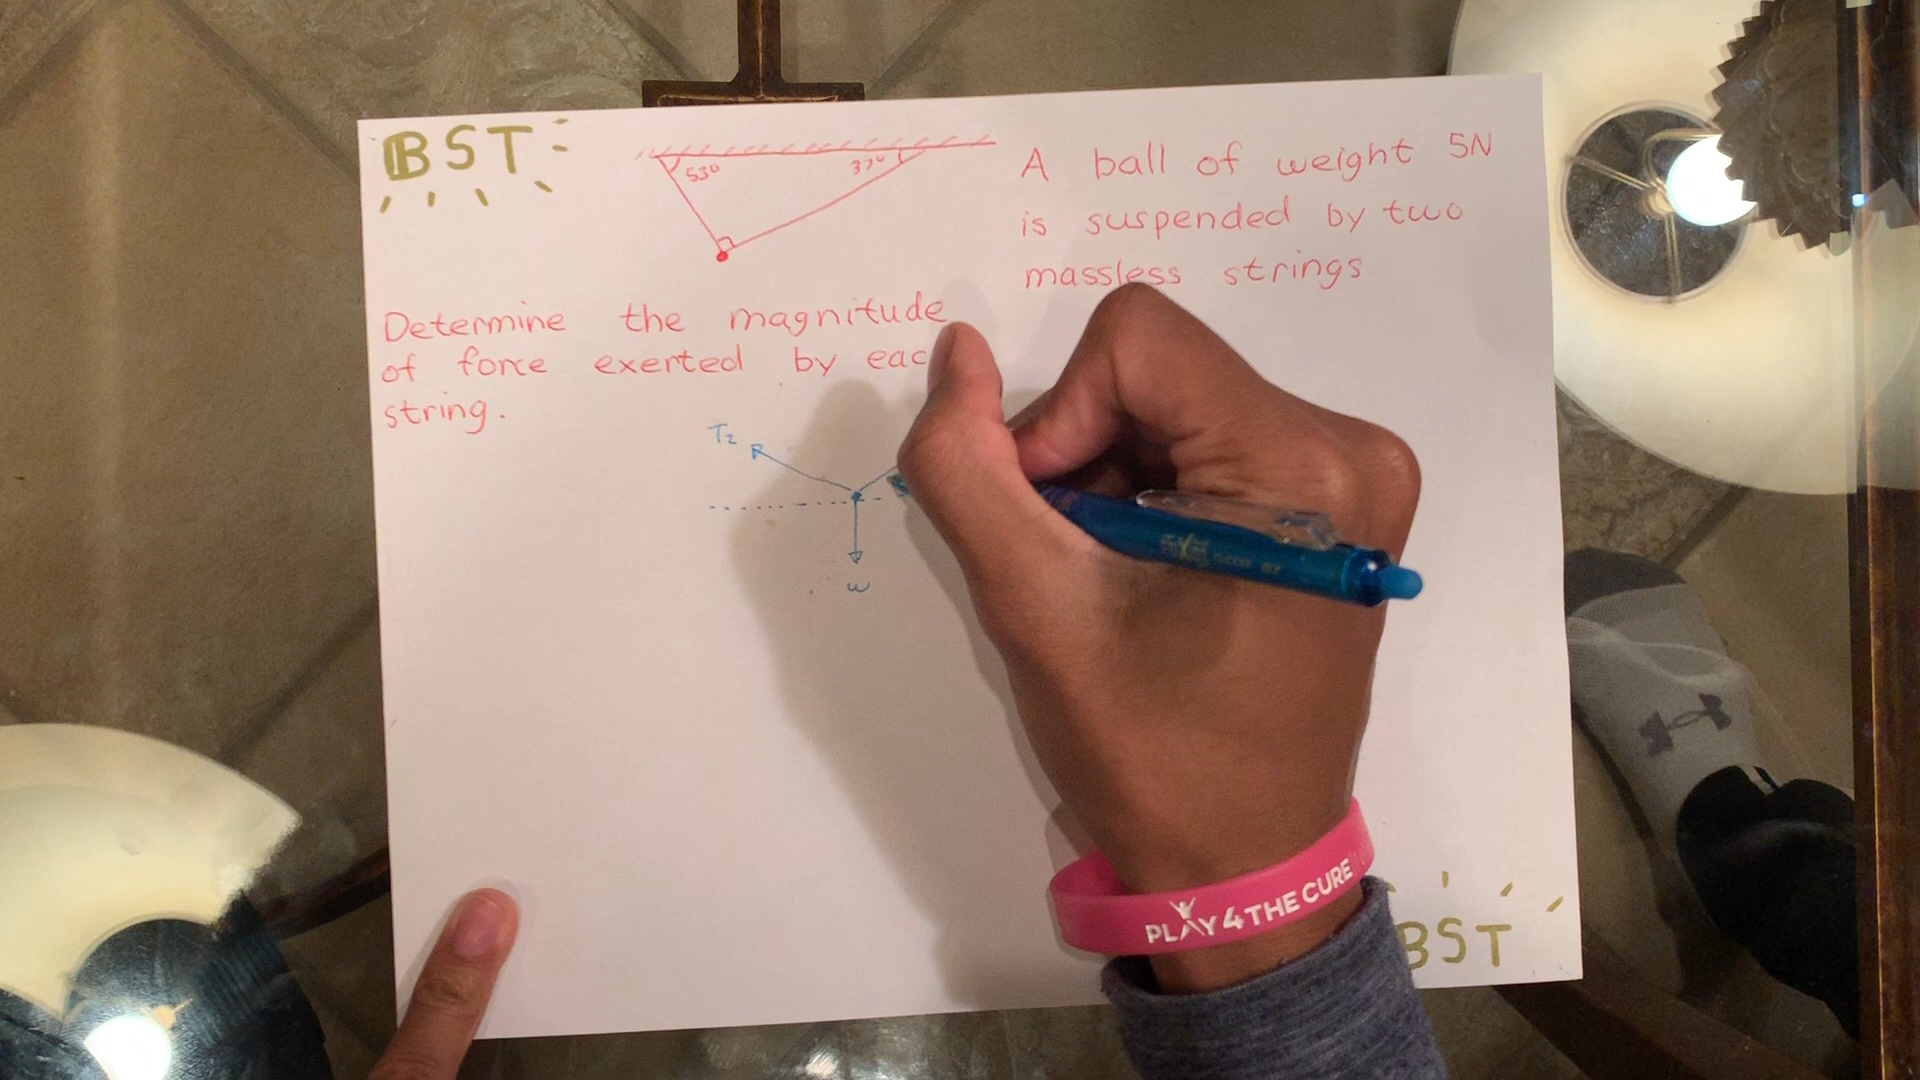 BST
53°
37°
A ball of weight 5N
is suspended by two
massless strings
Determine the magnitude
of force exerted by
string.
T2
w
PLAY 4 THE CURE
BST